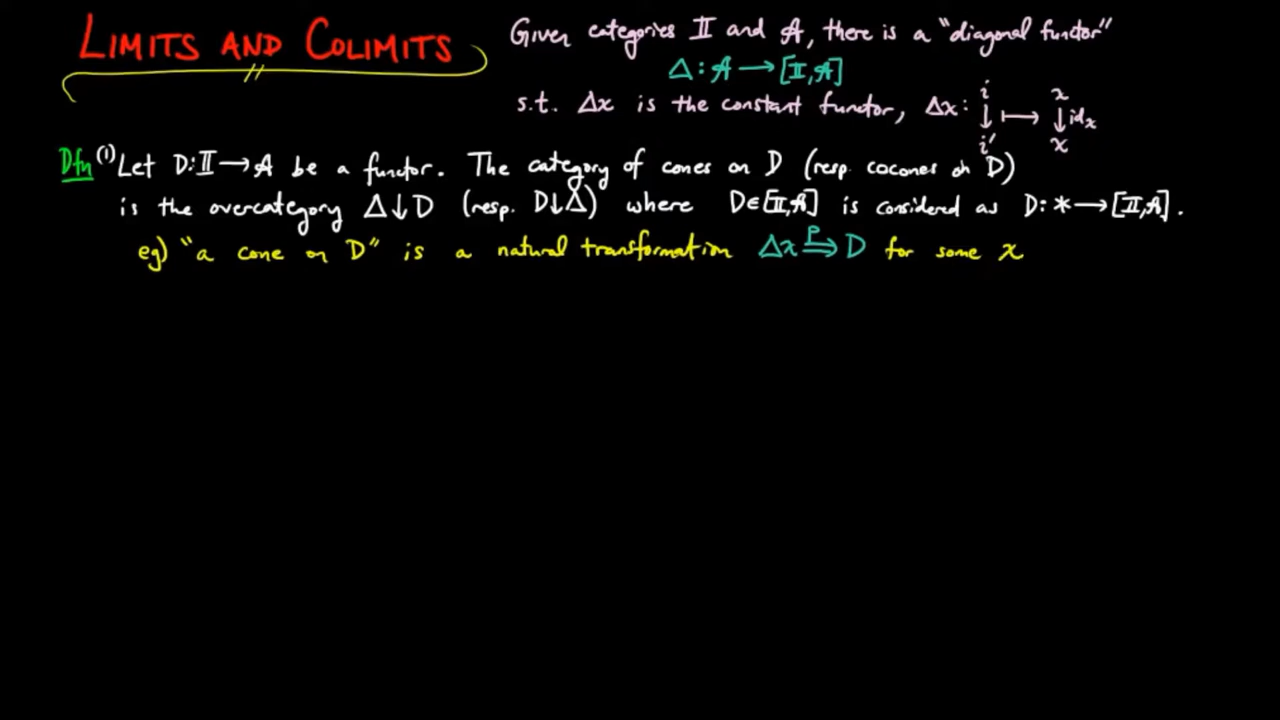 LIMITS AND COLIMITS
Given categories 𝕀 and 𝒜, there is a "diagonal functor"
Δ : 𝒜 → [𝕀, 𝒜]
s.t. Δx is the constant functor, Δx : i ↓ i' ↦ x ↓ id_x x
Dfn (1) Let D: 𝕀 → 𝒜 be a functor. The category of cones on D (resp. cocones on D)
is the overcategory Δ↓D (resp. D↓Δ) where D∈[𝕀,𝒜] is considered as D: * → [𝕀,𝒜].
eg) "a cone on D" is a natural transformation Δx ⇒^p D for some x